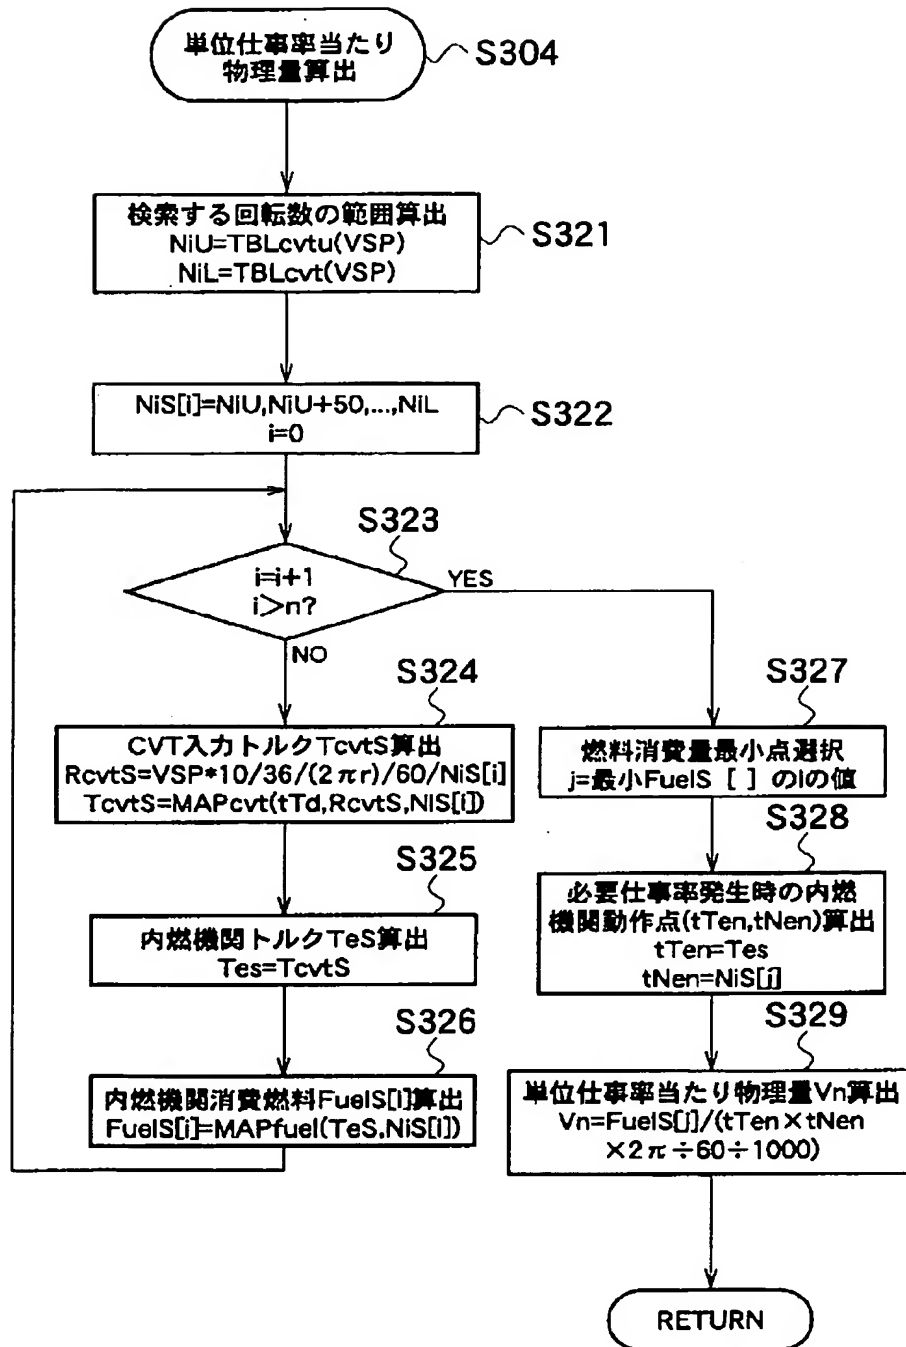 単位仕事率当たり
物理量算出
S304
検索する回転数の範囲算出
NiU=TBLcvtu(VSP)
NiL=TBLcvt(VSP)
S321
NiS[i]=NiU,NiU+50,...,NiL
i=0
S322
S323
i=i+1
i>n?
YES
NO
S324
CVT入力トルクTcvtS算出
RcvtS=VSP*10/36/(2πr)/60/NiS[i]
TcvtS=MAPcvt(tTd,RcvtS,NiS[i])
S325
内燃機関トルクTeS算出
Tes=TcvtS
S326
内燃機関消費燃料FuelS[i]算出
FuelS[i]=MAPfuel(TeS,NiS[i])
S327
燃料消費量最小点選択
j=最小FuelS [ ] のiの値
S328
必要仕事率発生時の内燃
機関動作点(tTen,tNen)算出
tTen=Tes
tNen=NiS[j]
S329
単位仕事率当たり物理量Vn算出
Vn=FuelS[j]/(tTen×tNen
×2π÷60÷1000)
RETURN